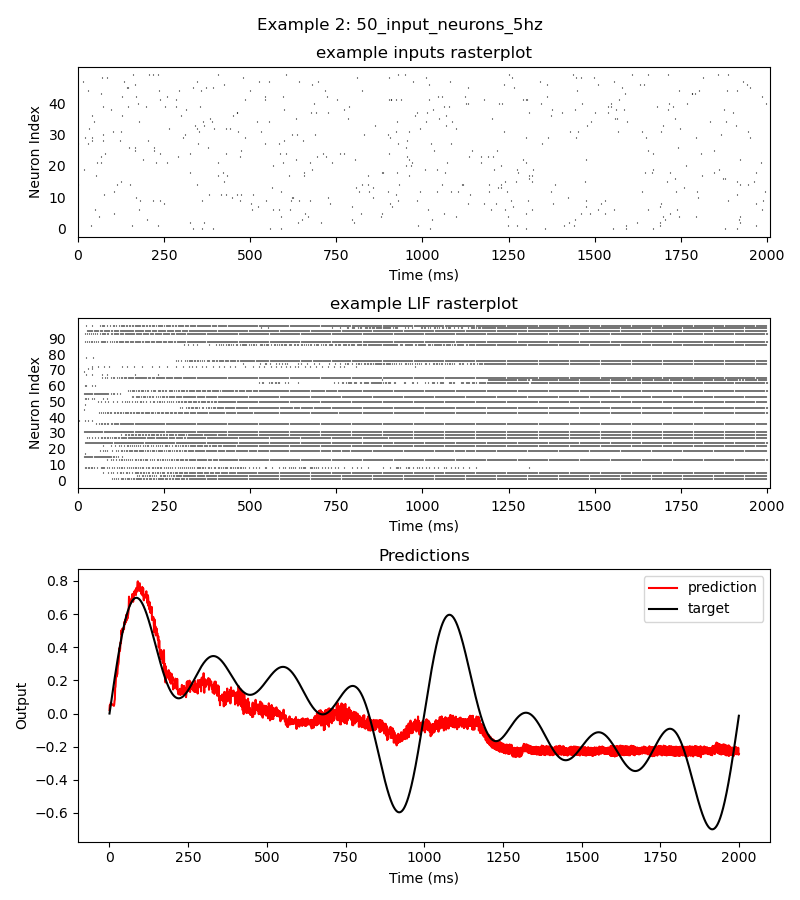 Example 2: 50_input_neurons_5hz
example inputs rasterplot
Neuron Index
40
30
20
10
0
0 250 500 750 1000 1250 1500 1750 2000
Time (ms)
example LIF rasterplot
Neuron Index
90
80
70
60
50
40
30
20
10
0
0 250 500 750 1000 1250 1500 1750 2000
Time (ms)
Predictions
Output
0.8
0.6
0.4
0.2
0.0
−0.2
−0.4
−0.6
prediction
target
0 250 500 750 1000 1250 1500 1750 2000
Time (ms)